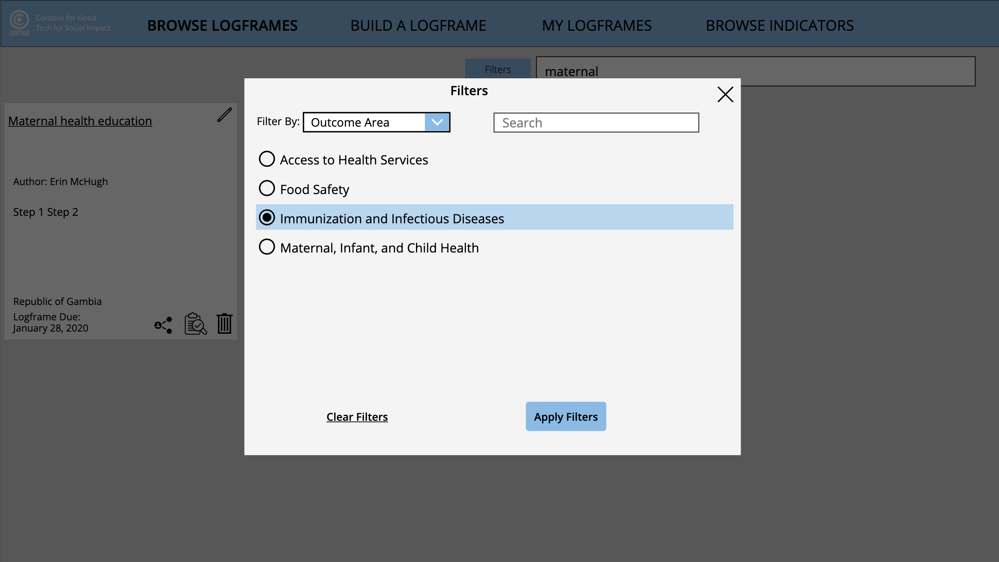 Contoso for Good
Tech for Social Impact
CONTOSO
BROWSE LOGFRAMES
BUILD A LOGFRAME
MY LOGFRAMES
BROWSE INDICATORS
Filters
maternal
Maternal health education
Author: Erin McHugh
Step 1 Step 2
Republic of Gambia
Logframe Due:
January 28, 2020
Filters
Filter By:
Outcome Area
Search
Access to Health Services
Food Safety
Immunization and Infectious Diseases
Maternal, Infant, and Child Health
Clear Filters
Apply Filters